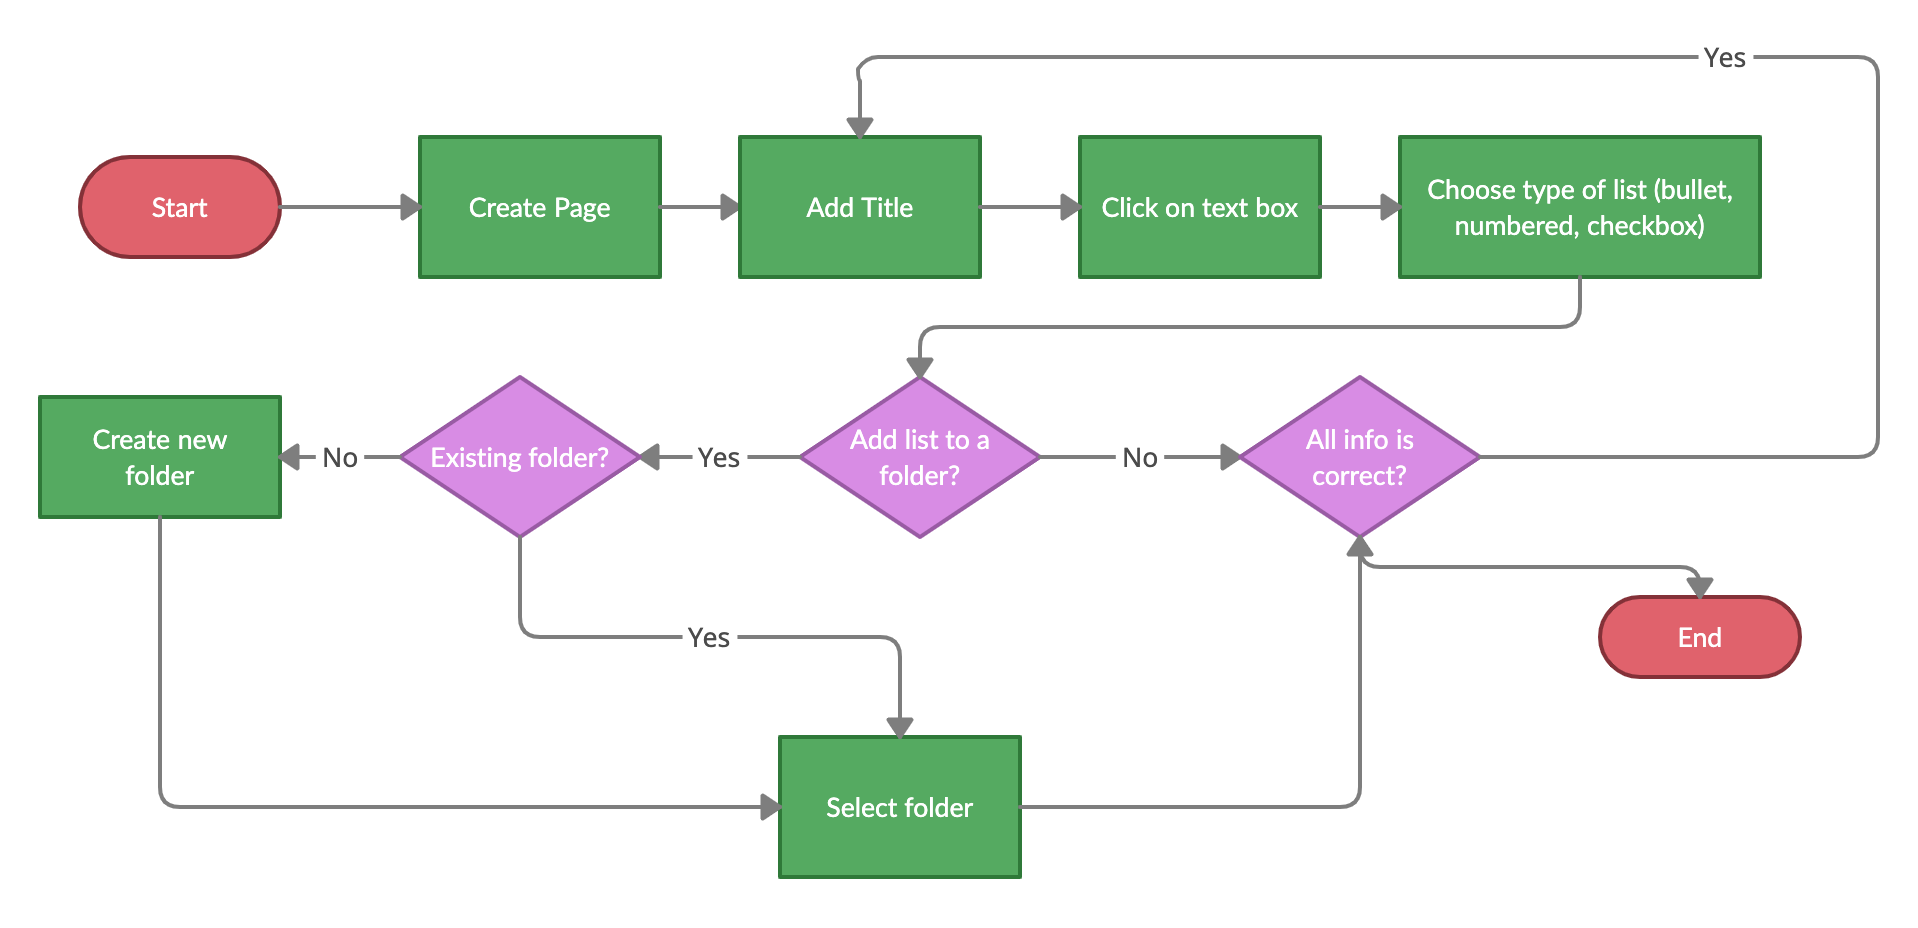 Yes
Start
Create Page
Add Title
Click on text box
Choose type of list (bullet,
numbered, checkbox)
Create new
folder
No
Existing folder?
Yes
Add list to a
folder?
No
All info is
correct?
Yes
End
Select folder